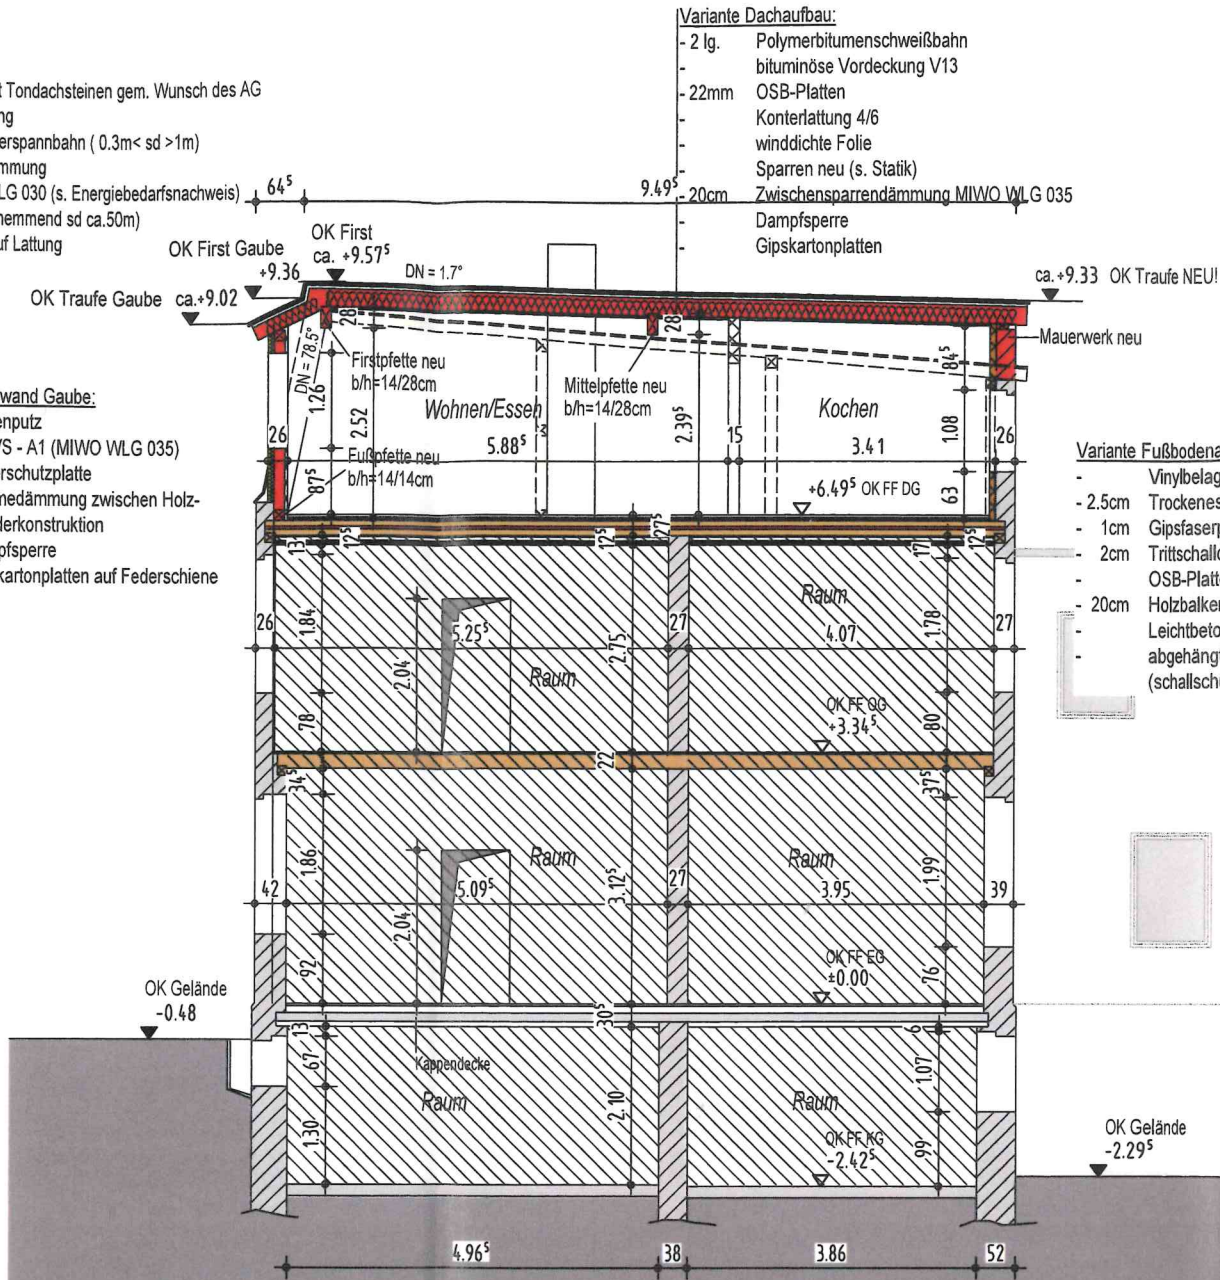 Variante Dachaufbau:
- 2 lg. Polymerbitumenschweißbahn
- bituminöse Vordeckung V13
- 22mm OSB-Platten
- Konterlattung 4/6
- winddichte Folie
- Sparren neu (s. Statik)
- 20cm Zwischensparrendämmung MIWO WLG 035
- Dampfsperre
- Gipskartonplatten
t Tondachsteinen gem. Wunsch des AG
ng
erspannbahn ( 0.3m< sd >1m)
mmung
LG 030 (s. Energiebedarfsnachweis)
hemmend sd ca.50m)
uf Lattung
64⁵
9.49⁵
OK First Gaube
+9.36
OK First
ca. +9.57⁵
DN = 1.7°
OK Traufe Gaube ca.+9.02
ca.+9.33 OK Traufe NEU!
Mauerwerk neu
28
28
DN = 78.5°
Firstpfette neu
b/h=14/28cm
Mittelpfette neu
b/h=14/28cm
84⁵
1.26
2.52
Wohnen/Essen
2.39⁵
Kochen
1.08
26
5.88⁵
15
3.41
26
Fußpfette neu
b/h=14/14cm
87⁵
+6.49⁵ OK FF DG
63
wand Gaube:
enputz
VS - A1 (MIWO WLG 035)
erschutzplatte
medämmung zwischen Holz-
derkonstruktion
pfsperre
kartonplatten auf Federschiene
Variante Fußbodena
- Vinylbelag
- 2.5cm Trockenes
- 1cm Gipsfaserp
- 2cm Trittschalld
- OSB-Platt
- 20cm Holzbalken
- Leichtbeto
- abgehängt
(schallsch
13
12⁵
12⁵
27⁵
17
12⁵
1.84
Raum
1.78
26
5.25⁵
2.75
27
4.07
27
2.04
Raum
78
OK FF OG
+3.34⁵
80
22
34⁵
37⁵
1.86
Raum
Raum
1.99
42
5.09⁵
3.12⁵
27
3.95
39
2.04
92
OK FF EG
±0.00
76
OK Gelände
-0.48
30⁵
13
6
67
Kappendecke
1.07
Raum
2.10
Raum
1.30
OK FF KG
-2.42⁵
99
OK Gelände
-2.29⁵
4.96⁵
38
3.86
52